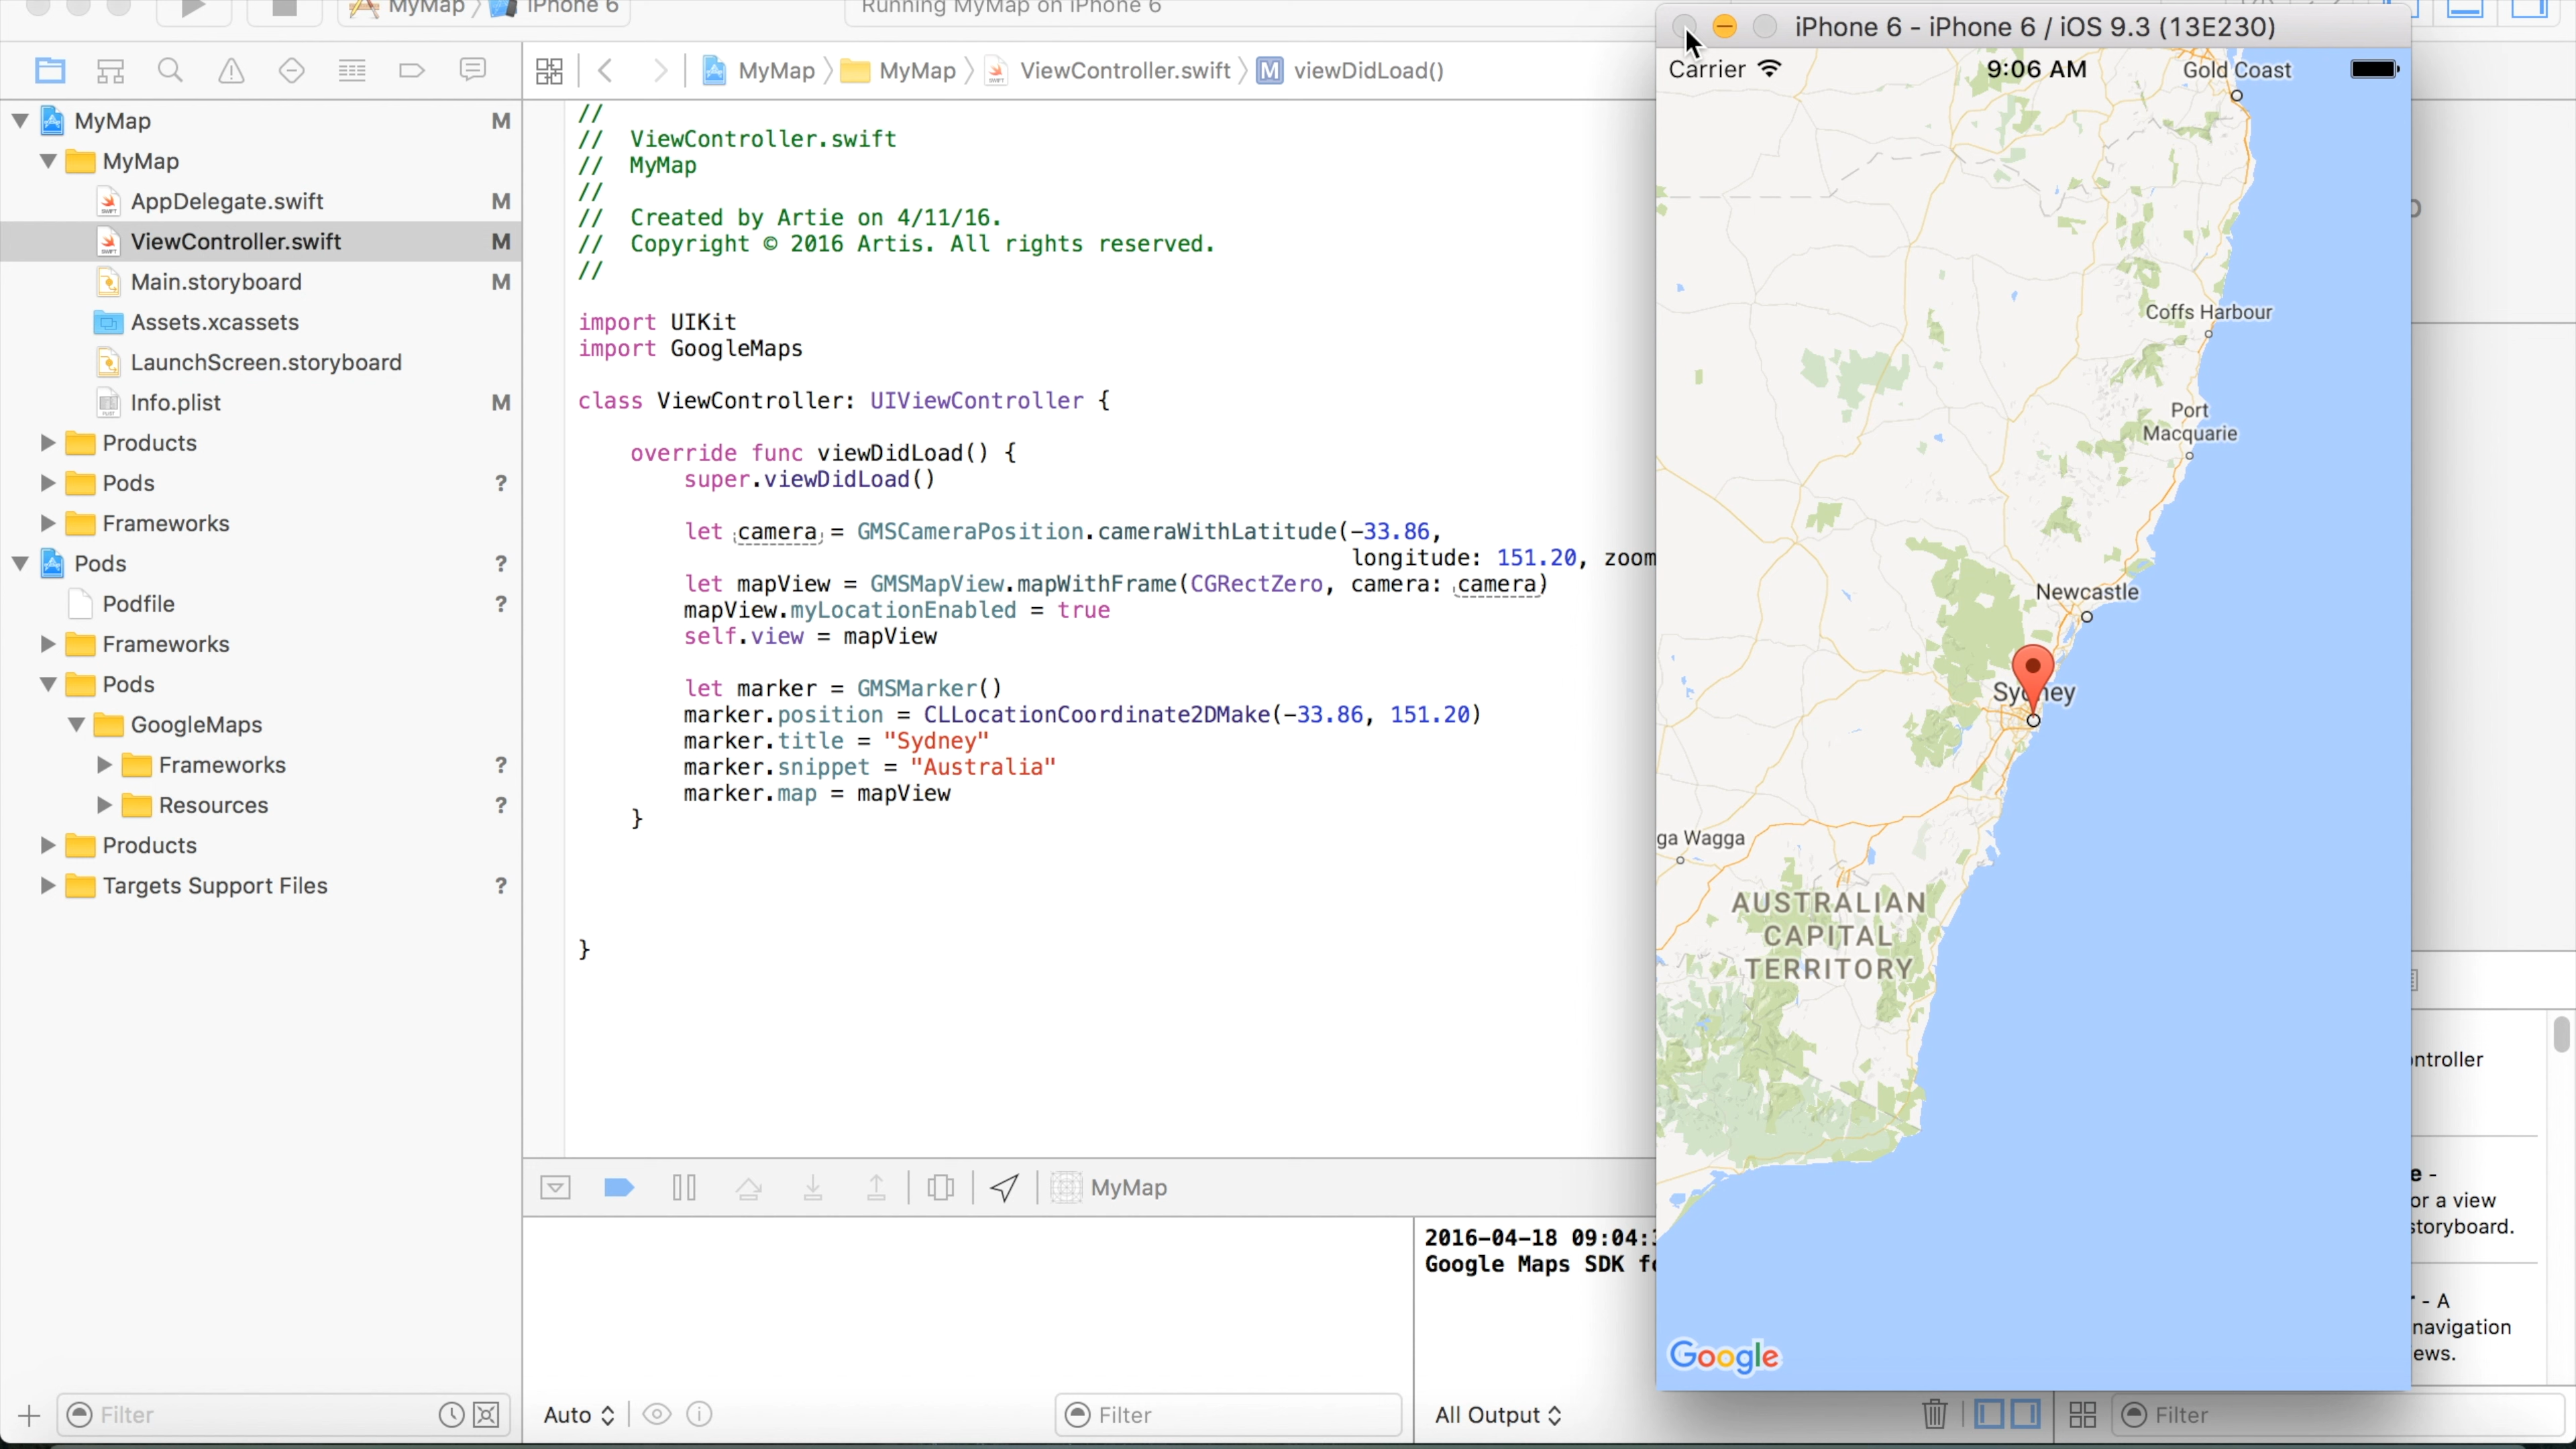 MyMap
iPhone 6
Running MyMap on iPhone 6
MyMap M
MyMap
AppDelegate.swift M
ViewController.swift M
Main.storyboard M
Assets.xcassets
LaunchScreen.storyboard
Info.plist M
Products
Pods ?
Frameworks
Pods ?
Podfile ?
Frameworks
Pods
GoogleMaps
Frameworks ?
Resources ?
Products
Targets Support Files ?
Filter
MyMap MyMap ViewController.swift M viewDidLoad()
//
// ViewController.swift
// MyMap
//
// Created by Artie on 4/11/16.
// Copyright © 2016 Artis. All rights reserved.
//
import UIKit
import GoogleMaps
class ViewController: UIViewController {
override func viewDidLoad() {
super.viewDidLoad()
let camera = GMSCameraPosition.cameraWithLatitude(-33.86,
longitude: 151.20, zoom
let mapView = GMSMapView.mapWithFrame(CGRectZero, camera: camera)
mapView.myLocationEnabled = true
self.view = mapView
let marker = GMSMarker()
marker.position = CLLocationCoordinate2DMake(-33.86, 151.20)
marker.title = "Sydney"
marker.snippet = "Australia"
marker.map = mapView
}
}
MyMap
2016-04-18 09:04:
Google Maps SDK
Auto
Filter
All Output
Filter
iPhone 6 - iPhone 6 / iOS 9.3 (13E230)
Carrier 9:06 AM
Gold Coast
Coffs Harbour
Port
Macquarie
Newcastle
Sydney
ga Wagga
AUSTRALIAN
CAPITAL
TERRITORY
Google
ntroller
e -
or a view
storyboard.
- A
navigation
ews.